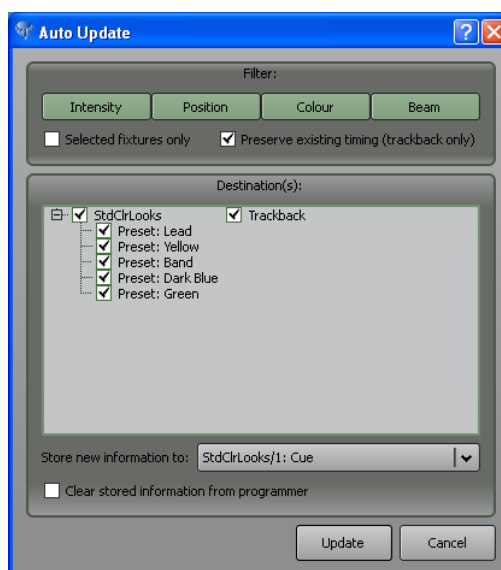 Auto Update
Filter:
Intensity Position Colour Beam
Selected fixtures only Preserve existing timing (trackback only)
Destination(s):
StdClrLooks Trackback
Preset: Lead
Preset: Yellow
Preset: Band
Preset: Dark Blue
Preset: Green
Store new information to: StdClrLooks/1: Cue
Clear stored information from programmer
Update Cancel